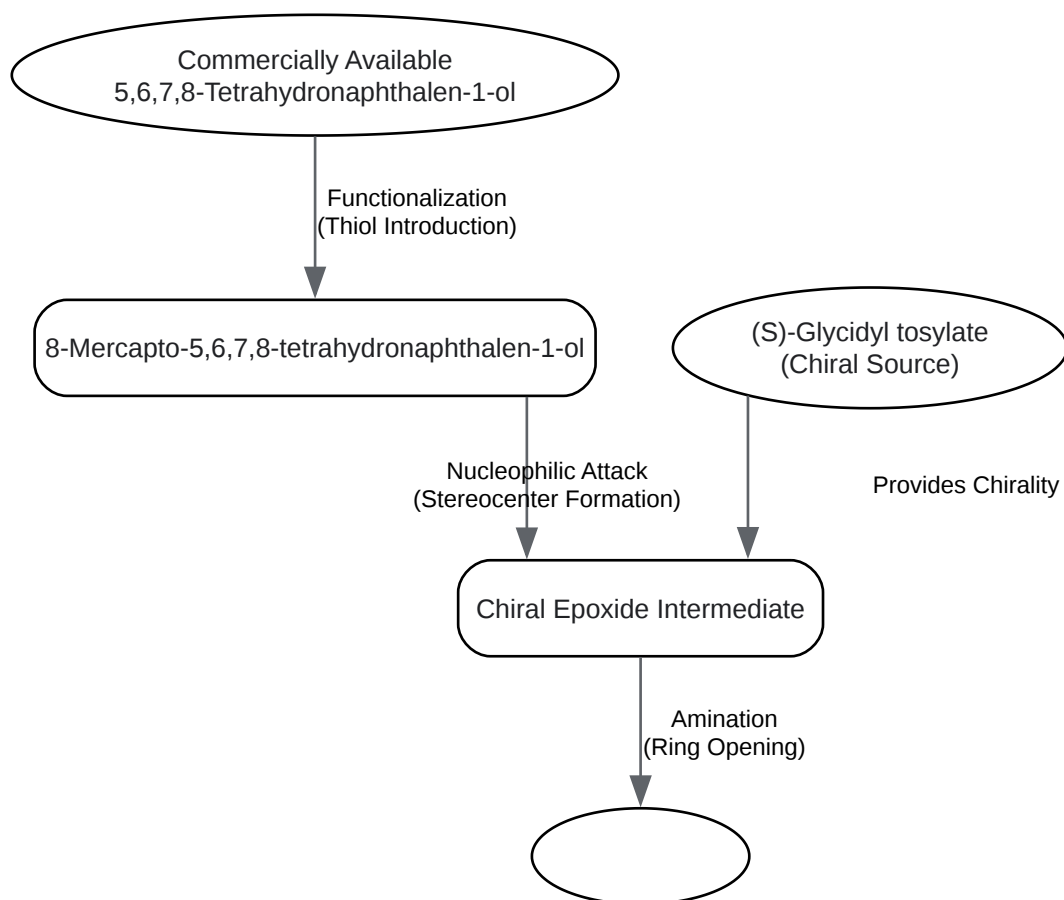 Commercially Available
5,6,7,8-Tetrahydronaphthalen-1-ol
Functionalization
(Thiol Introduction)
8-Mercapto-5,6,7,8-tetrahydronaphthalen-1-ol
(S)-Glycidyl tosylate
(Chiral Source)
Nucleophilic Attack
(Stereocenter Formation)
Provides Chirality
Chiral Epoxide Intermediate
Amination
(Ring Opening)